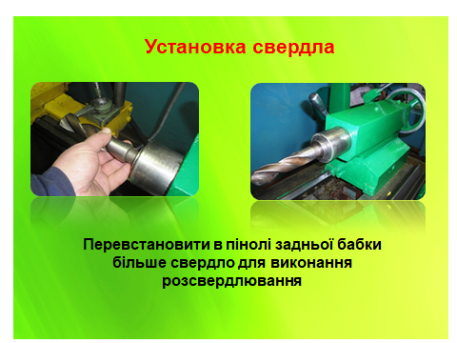 Установка свердла
Перевстановити в пінолі задньої бабки
більше свердло для виконання
розсвердлювання